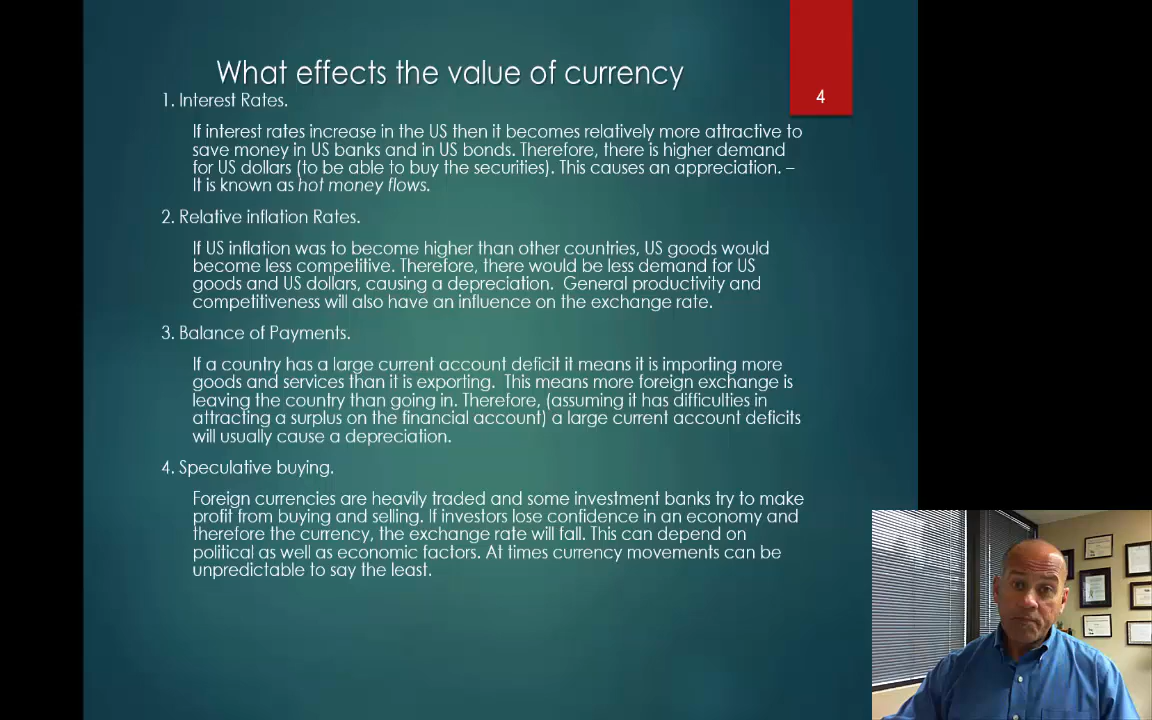 What effects the value of currency
4
1. Interest Rates.
If interest rates increase in the US then it becomes relatively more attractive to
save money in US banks and in US bonds. Therefore, there is higher demand
for US dollars (to be able to buy the securities). This causes an appreciation. –
It is known as hot money flows.
2. Relative inflation Rates.
If US inflation was to become higher than other countries, US goods would
become less competitive. Therefore, there would be less demand for US
goods and US dollars, causing a depreciation. General productivity and
competitiveness will also have an influence on the exchange rate.
3. Balance of Payments.
If a country has a large current account deficit it means it is importing more
goods and services than it is exporting. This means more foreign exchange is
leaving the country than going in. Therefore, (assuming it has difficulties in
attracting a surplus on the financial account) a large current account deficits
will usually cause a depreciation.
4. Speculative buying.
Foreign currencies are heavily traded and some investment banks try to make
profit from buying and selling. If investors lose confidence in an economy and
therefore the currency, the exchange rate will fall. This can depend on
political as well as economic factors. At times currency movements can be
unpredictable to say the least.